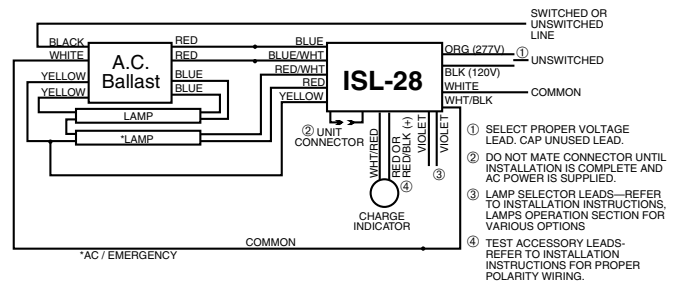 SWITCHED OR
UNSWITCHED
LINE
BLACK
RED
BLUE
WHITE
RED
BLUE/WHT
ORG (277V)
①
UNSWITCHED
A.C.
Ballast
RED/WHT
ISL-28
BLK (120V)
YELLOW
BLUE
RED
WHITE
COMMON
YELLOW
BLUE
YELLOW
WHT/BLK
LAMP
② UNIT
CONNECTOR
*LAMP
WHT/RED
RED OR
RED/BLK (+)
④
VIOLET
VIOLET
③
CHARGE
INDICATOR
COMMON
*AC / EMERGENCY
① SELECT PROPER VOLTAGE
LEAD. CAP UNUSED LEAD.
② DO NOT MATE CONNECTOR UNTIL
INSTALLATION IS COMPLETE AND
AC POWER IS SUPPLIED.
③ LAMP SELECTOR LEADS—REFER
TO INSTALLATION INSTRUCTIONS,
LAMPS OPERATION SECTION FOR
VARIOUS OPTIONS
④ TEST ACCESSORY LEADS-
REFER TO INSTALLATION
INSTRUCTIONS FOR PROPER
POLARITY WIRING.